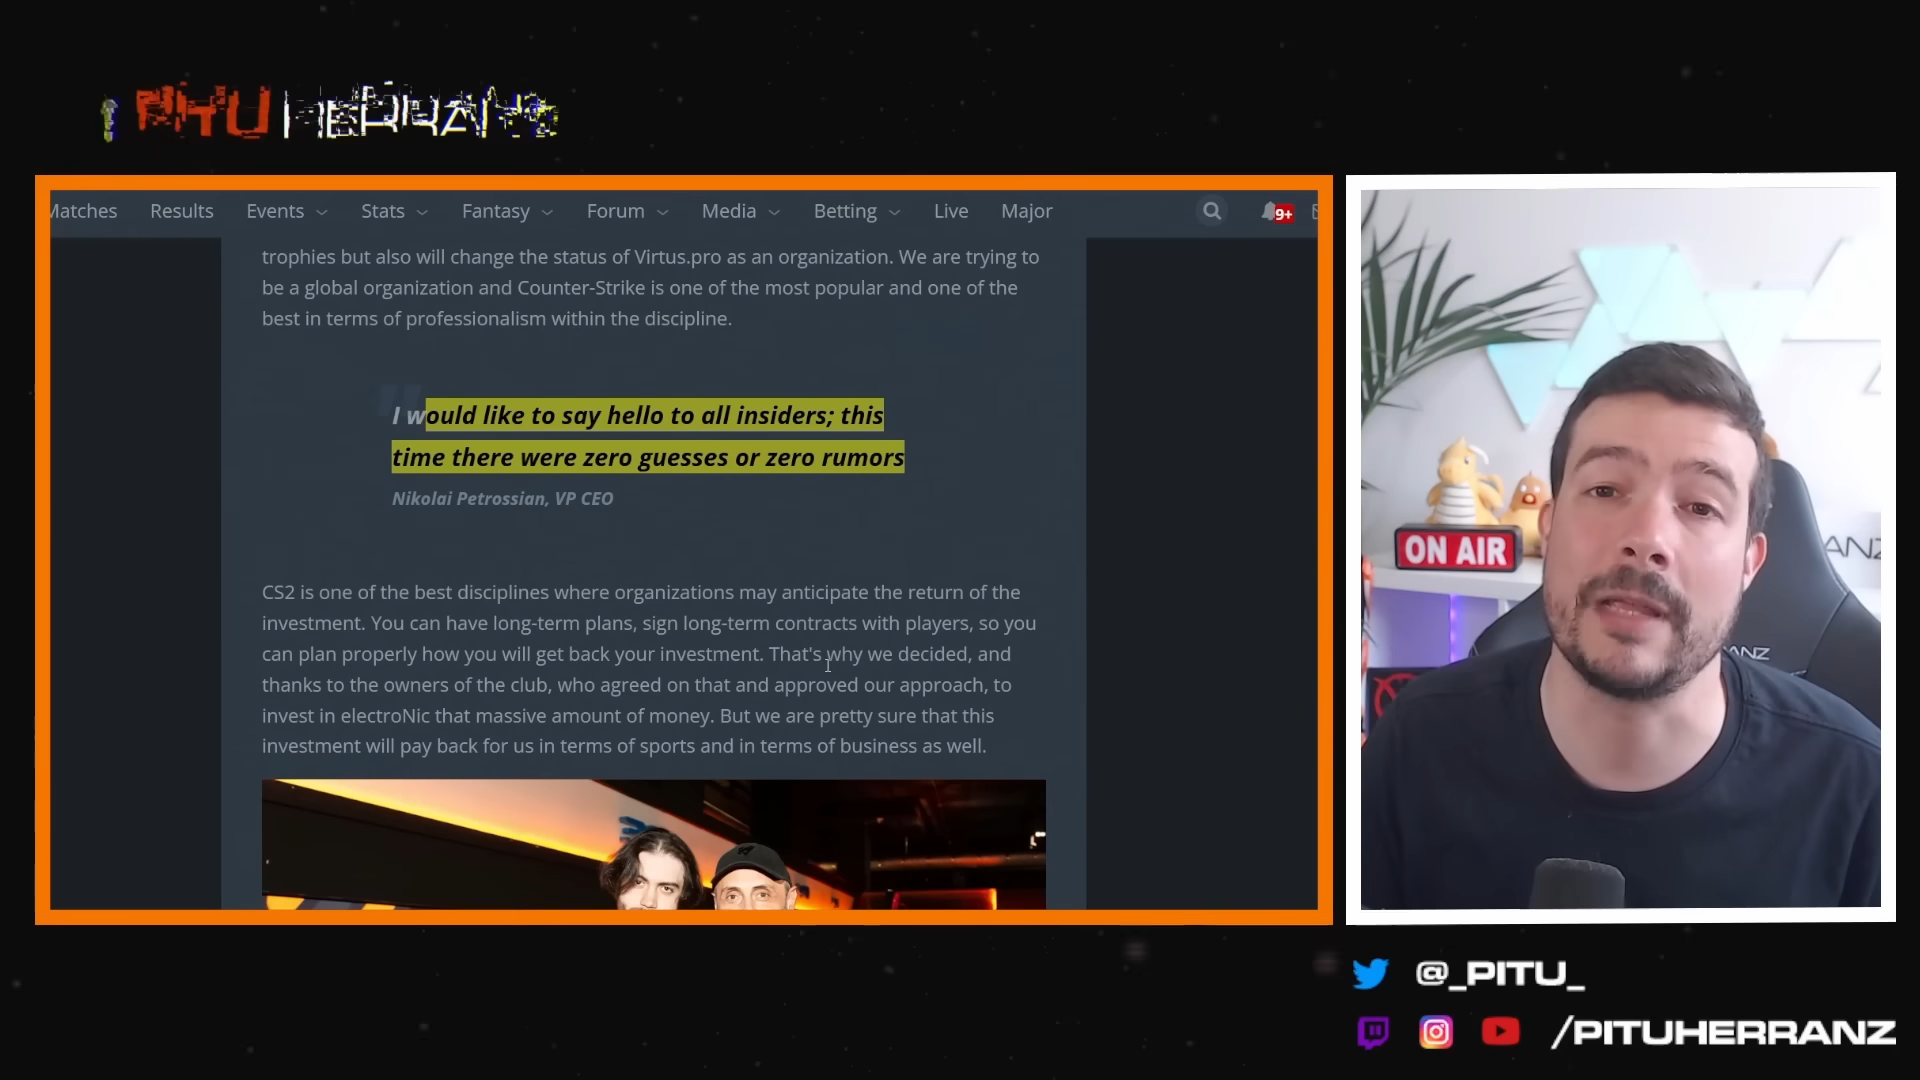 PITU HERRANZ
Matches Results Events Stats Fantasy Forum Media Betting Live Major 9+
trophies but also will change the status of Virtus.pro as an organization. We are trying to
be a global organization and Counter-Strike is one of the most popular and one of the
best in terms of professionalism within the discipline.
I would like to say hello to all insiders; this
time there were zero guesses or zero rumors
Nikolai Petrossian, VP CEO
CS2 is one of the best disciplines where organizations may anticipate the return of the
investment. You can have long-term plans, sign long-term contracts with players, so you
can plan properly how you will get back your investment. That's why we decided, and
thanks to the owners of the club, who agreed on that and approved our approach, to
invest in electroNic that massive amount of money. But we are pretty sure that this
investment will pay back for us in terms of sports and in terms of business as well.
ON AIR
@_PITU_
/PITUHERRANZ